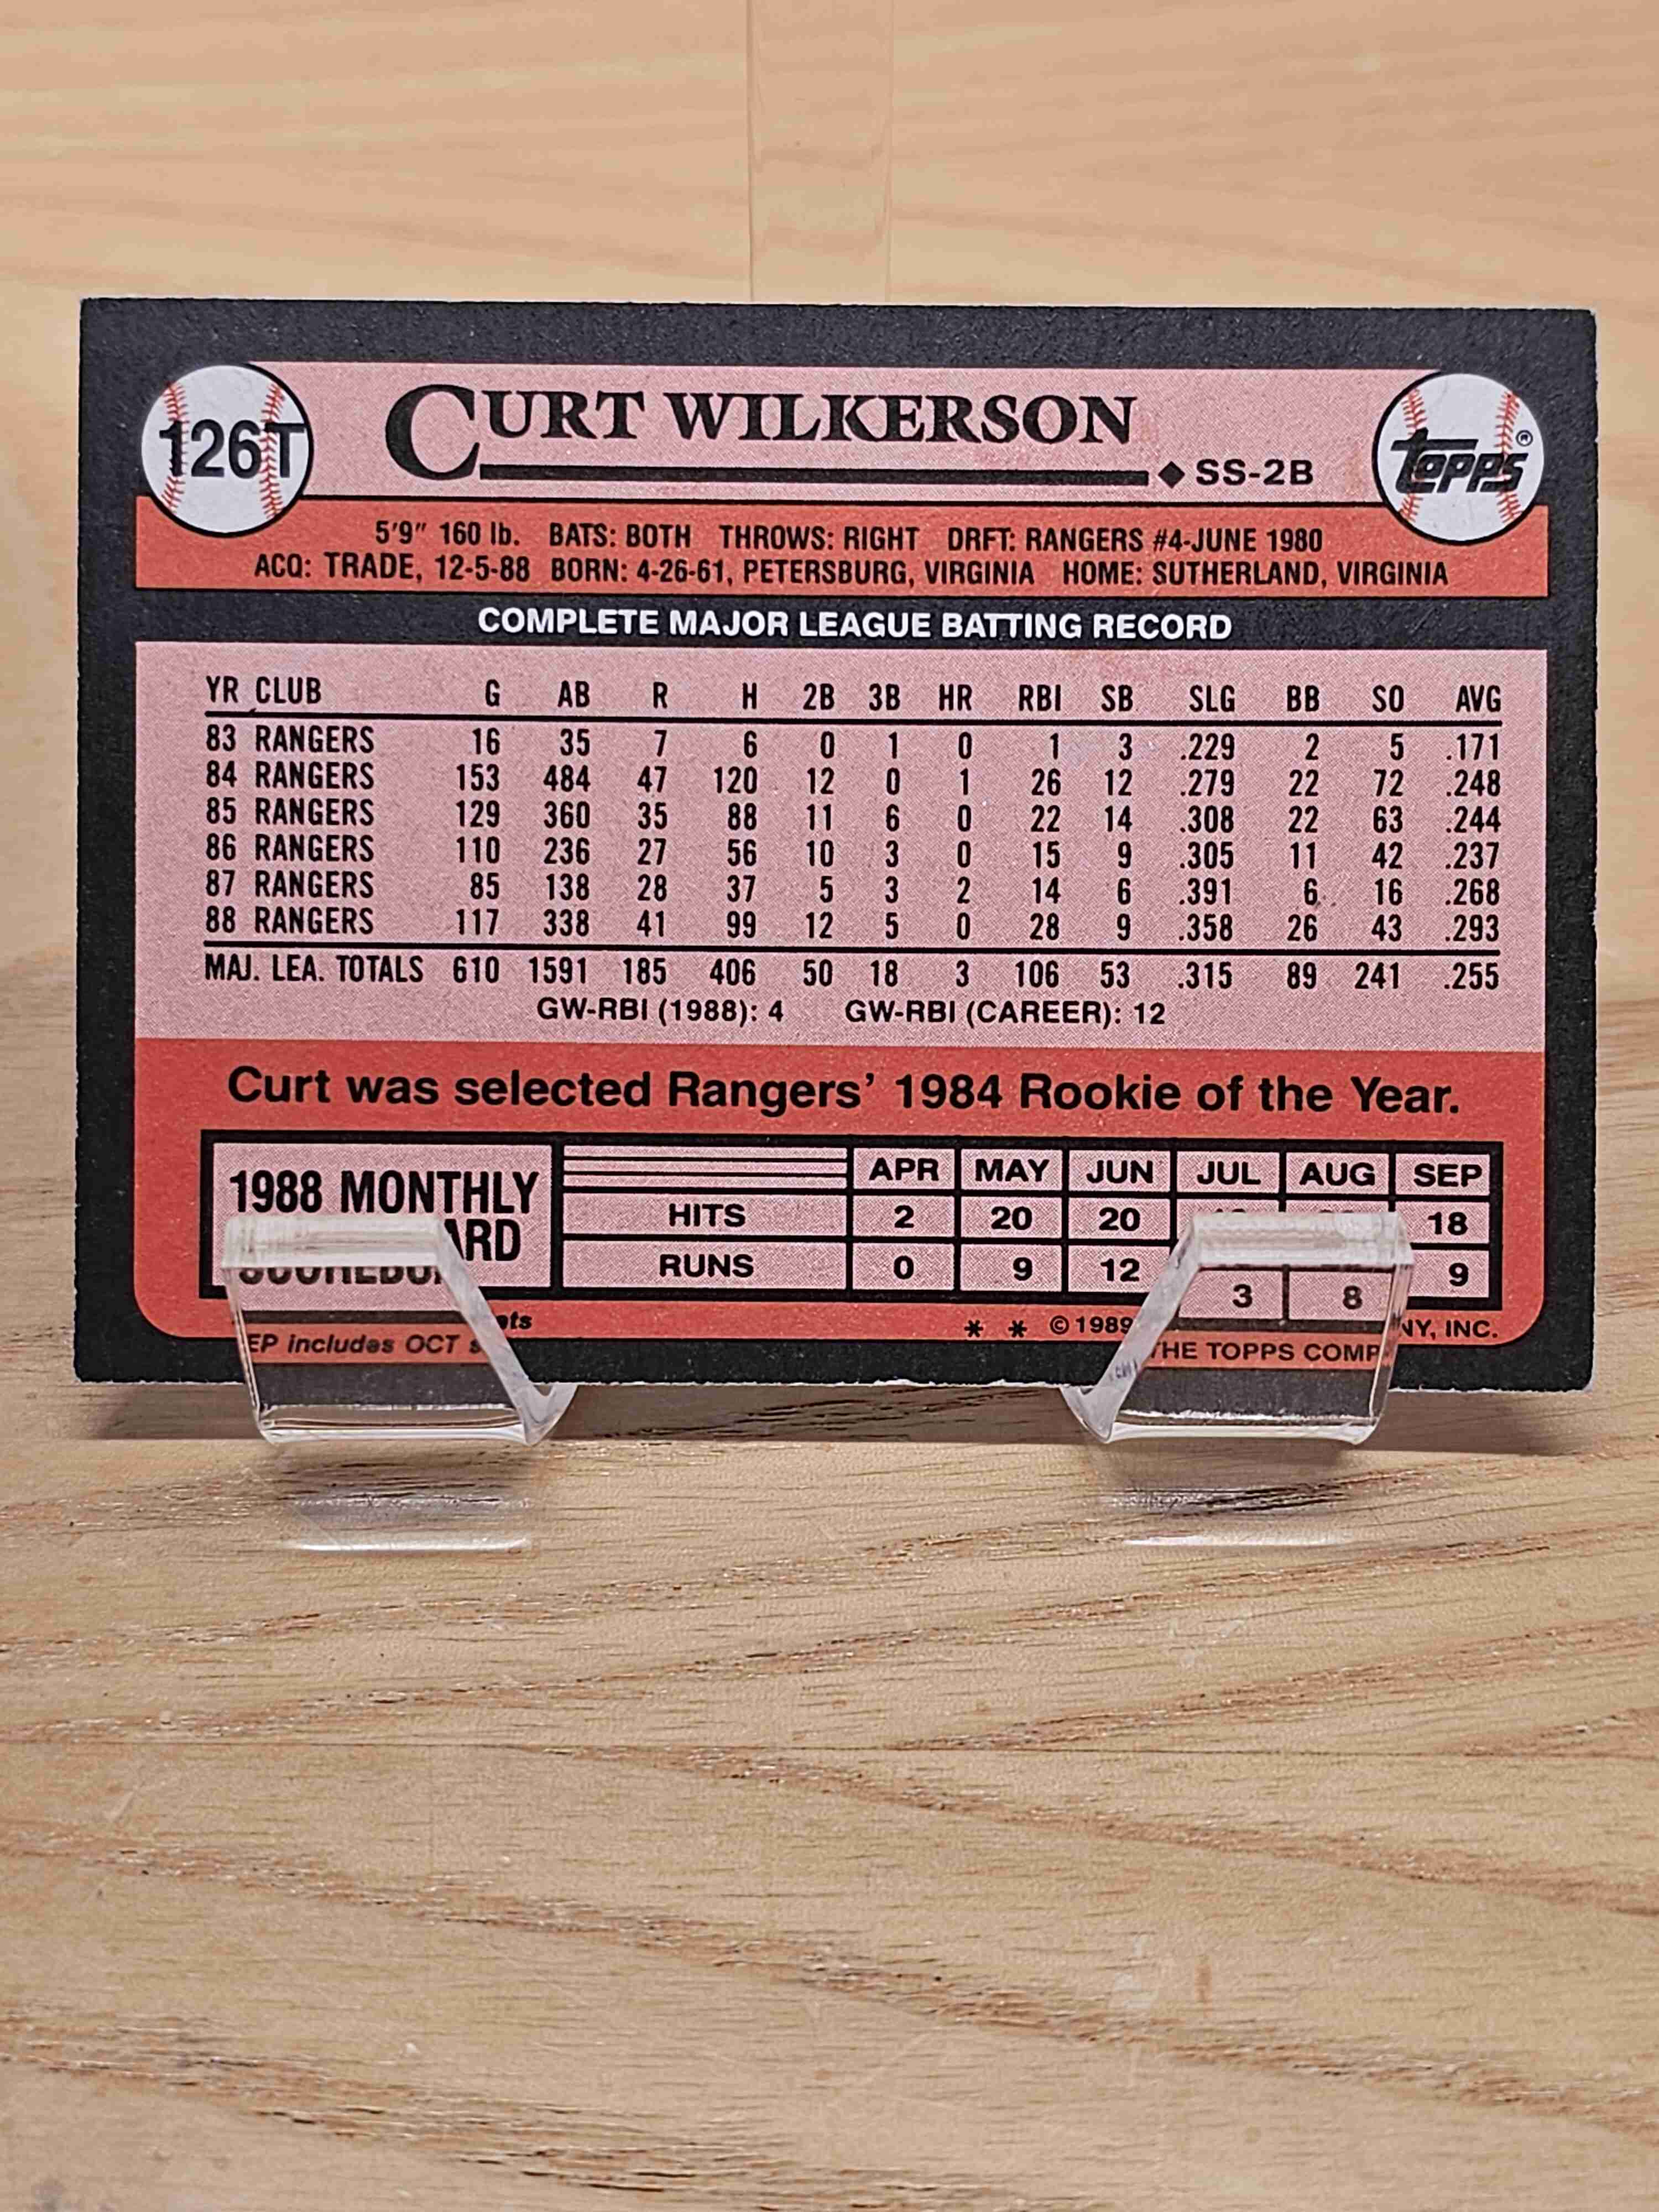 126T
CURT WILKERSON
SS-2B
topps®
5'9" 160 lb. BATS: BOTH THROWS: RIGHT DRFT: RANGERS #4-JUNE 1980
ACQ: TRADE, 12-5-88 BORN: 4-26-61, PETERSBURG, VIRGINIA HOME: SUTHERLAND, VIRGINIA
COMPLETE MAJOR LEAGUE BATTING RECORD
YR CLUB G AB R H 2B 3B HR RBI SB SLG BB SO AVG
83 RANGERS 16 35 7 6 0 1 0 1 3 .229 2 5 .171
84 RANGERS 153 484 47 120 12 0 1 26 12 .279 22 72 .248
85 RANGERS 129 360 35 88 11 6 0 22 14 .308 22 63 .244
86 RANGERS 110 236 27 56 10 3 0 15 9 .305 11 42 .237
87 RANGERS 85 138 28 37 5 3 2 14 6 .391 6 16 .268
88 RANGERS 117 338 41 99 12 5 0 28 9 .358 26 43 .293
MAJ. LEA. TOTALS 610 1591 185 406 50 18 3 106 53 .315 89 241 .255
GW-RBI (1988): 4 GW-RBI (CAREER): 12
Curt was selected Rangers' 1984 Rookie of the Year.
1988 MONTHLY
APR MAY JUN JUL AUG SEP
HITS 2 20 20 18
RUNS 0 9 12 3 8 9
includes OCT
* * © 1989 THE TOPPS COMPANY, INC.